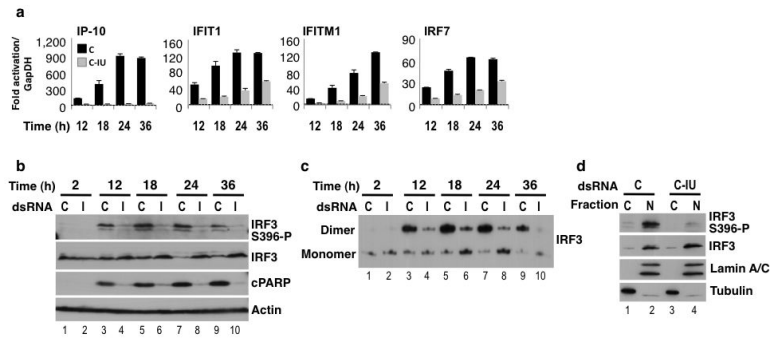 a
IP-10 IFIT1 IFITM1 IRF7
Fold activation/
GapDH
C
C-IU
1,200
900
600
300
0
160
120
80
40
0
160
120
80
40
0
90
60
30
0
Time (h) 12 18 24 36 12 18 24 36 12 18 24 36 12 18 24 36
b
Time (h) 2 12 18 24 36
dsRNA C I C I C I C I C I
IRF3
S396-P
IRF3
cPARP
Actin
1 2 3 4 5 6 7 8 9 10
c
Time (h) 2 12 18 24 36
dsRNA C I C I C I C I C I
Dimer
Monomer
IRF3
1 2 3 4 5 6 7 8 9 10
d
dsRNA C C-IU
Fraction C N C N
IRF3
S396-P
IRF3
Lamin A/C
Tubulin
1 2 3 4